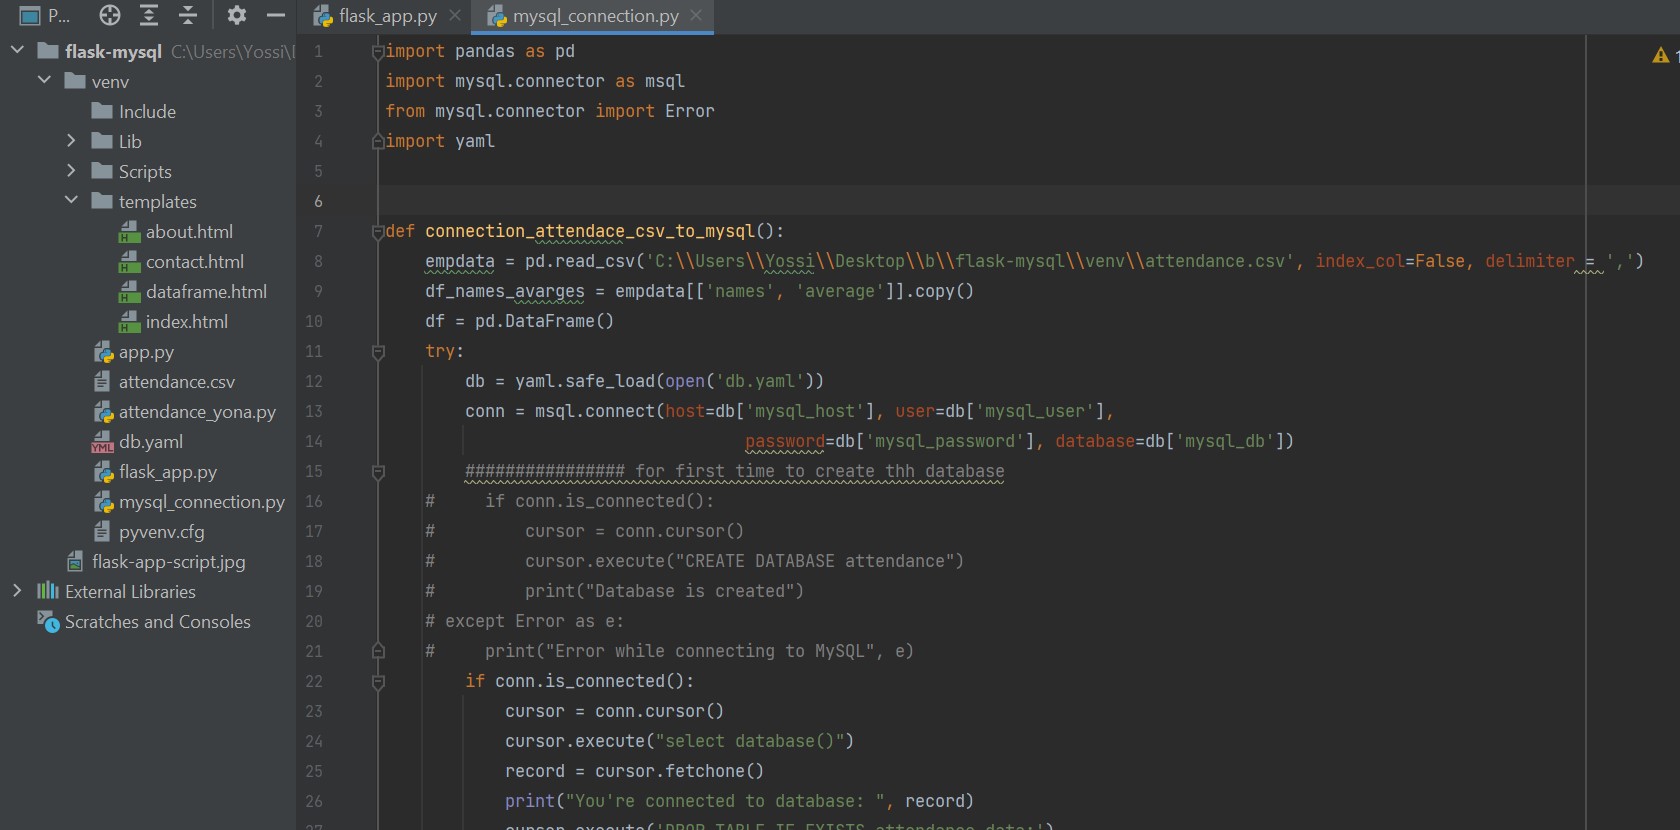 P...
flask_app.py
mysql_connection.py
flask-mysql C:\Users\Yossi\
venv
Include
Lib
Scripts
templates
about.html
contact.html
dataframe.html
index.html
app.py
attendance.csv
attendance_yona.py
db.yaml
flask_app.py
mysql_connection.py
pyvenv.cfg
flask-app-script.jpg
External Libraries
Scratches and Consoles
1 import pandas as pd
2 import mysql.connector as msql
3 from mysql.connector import Error
4 import yaml
5
6
7 def connection_attendace_csv_to_mysql():
8 empdata = pd.read_csv('C:\\Users\\Yossi\\Desktop\\b\\flask-mysql\\venv\\attendance.csv', index_col=False, delimiter = ',')
9 df_names_avarges = empdata[['names', 'average']].copy()
10 df = pd.DataFrame()
11 try:
12 db = yaml.safe_load(open('db.yaml'))
13 conn = msql.connect(host=db['mysql_host'], user=db['mysql_user'],
14 password=db['mysql_password'], database=db['mysql_db'])
15 ################ for first time to create thh database
16 # if conn.is_connected():
17 # cursor = conn.cursor()
18 # cursor.execute("CREATE DATABASE attendance")
19 # print("Database is created")
20 # except Error as e:
21 # print("Error while connecting to MySQL", e)
22 if conn.is_connected():
23 cursor = conn.cursor()
24 cursor.execute("select database()")
25 record = cursor.fetchone()
26 print("You're connected to database: ", record)
27 cursor.execute('DROP TABLE IF EXISTS attendance_data;')